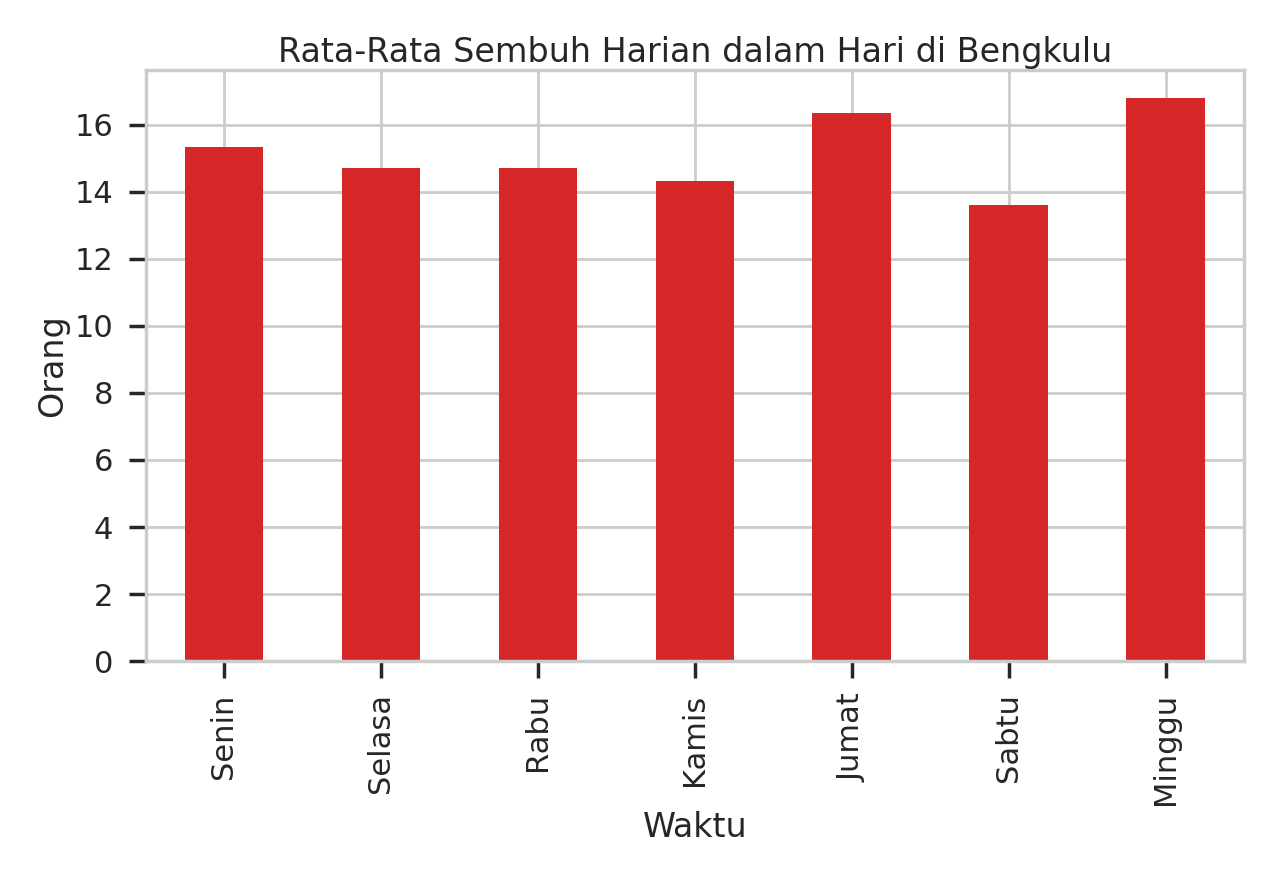 Rata-Rata Sembuh Harian dalam Hari di Bengkulu
Orang
16
14
12
10
8
6
4
2
0
Senin
Selasa
Rabu
Kamis
Jumat
Sabtu
Minggu
Waktu